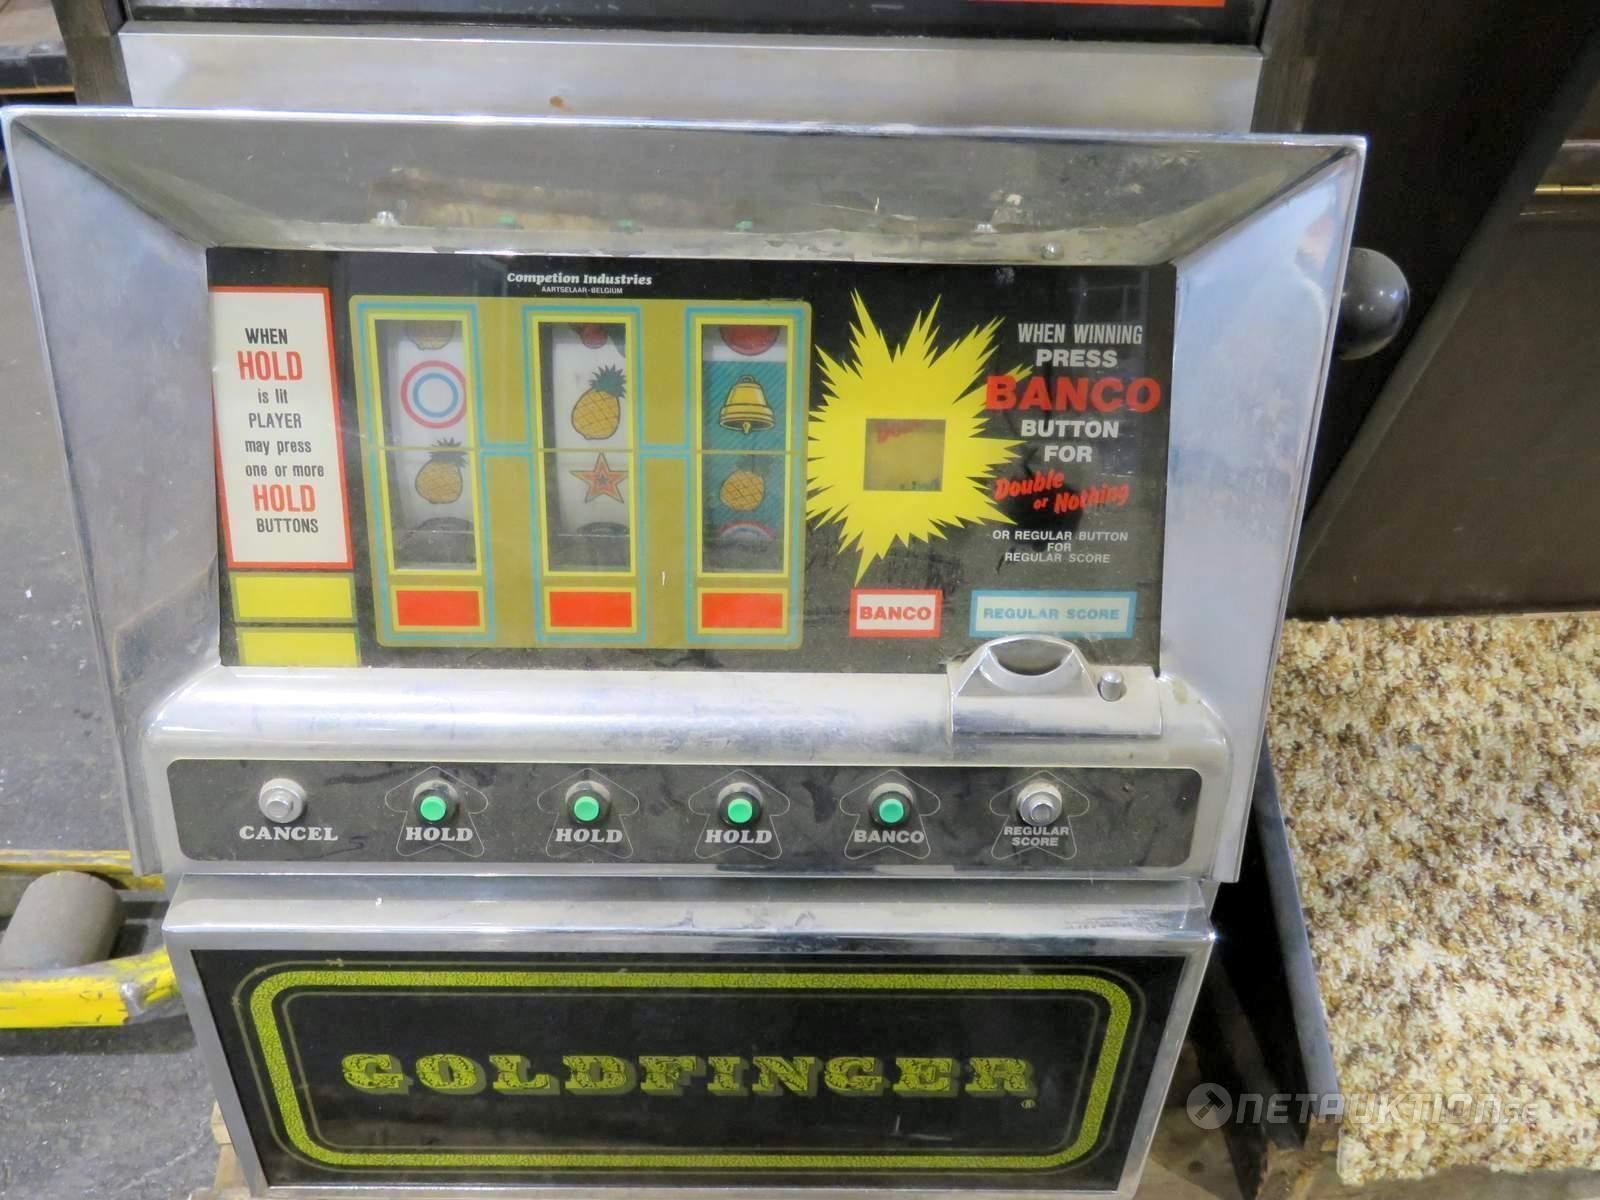 Competion Industries
AARTSELAAR-BELGIUM
WHEN
HOLD
is lit
PLAYER
may press
one or more
HOLD
BUTTONS
WHEN WINNING
PRESS
BANCO
BUTTON
FOR
Double
or Nothing
OR REGULAR BUTTON
FOR
REGULAR SCORE
BANCO
REGULAR SCORE
CANCEL
HOLD
HOLD
HOLD
BANCO
REGULAR
SCORE
GOLDFINGER
NETAUKTION.SE